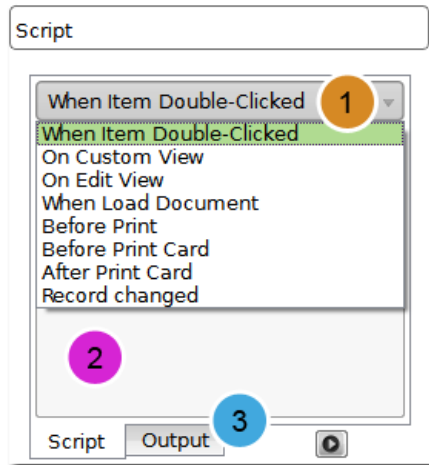 Script
When Item Double-Clicked 1
When Item Double-Clicked
On Custom View
On Edit View
When Load Document
Before Print
Before Print Card
After Print Card
Record changed
2
3
Script Output